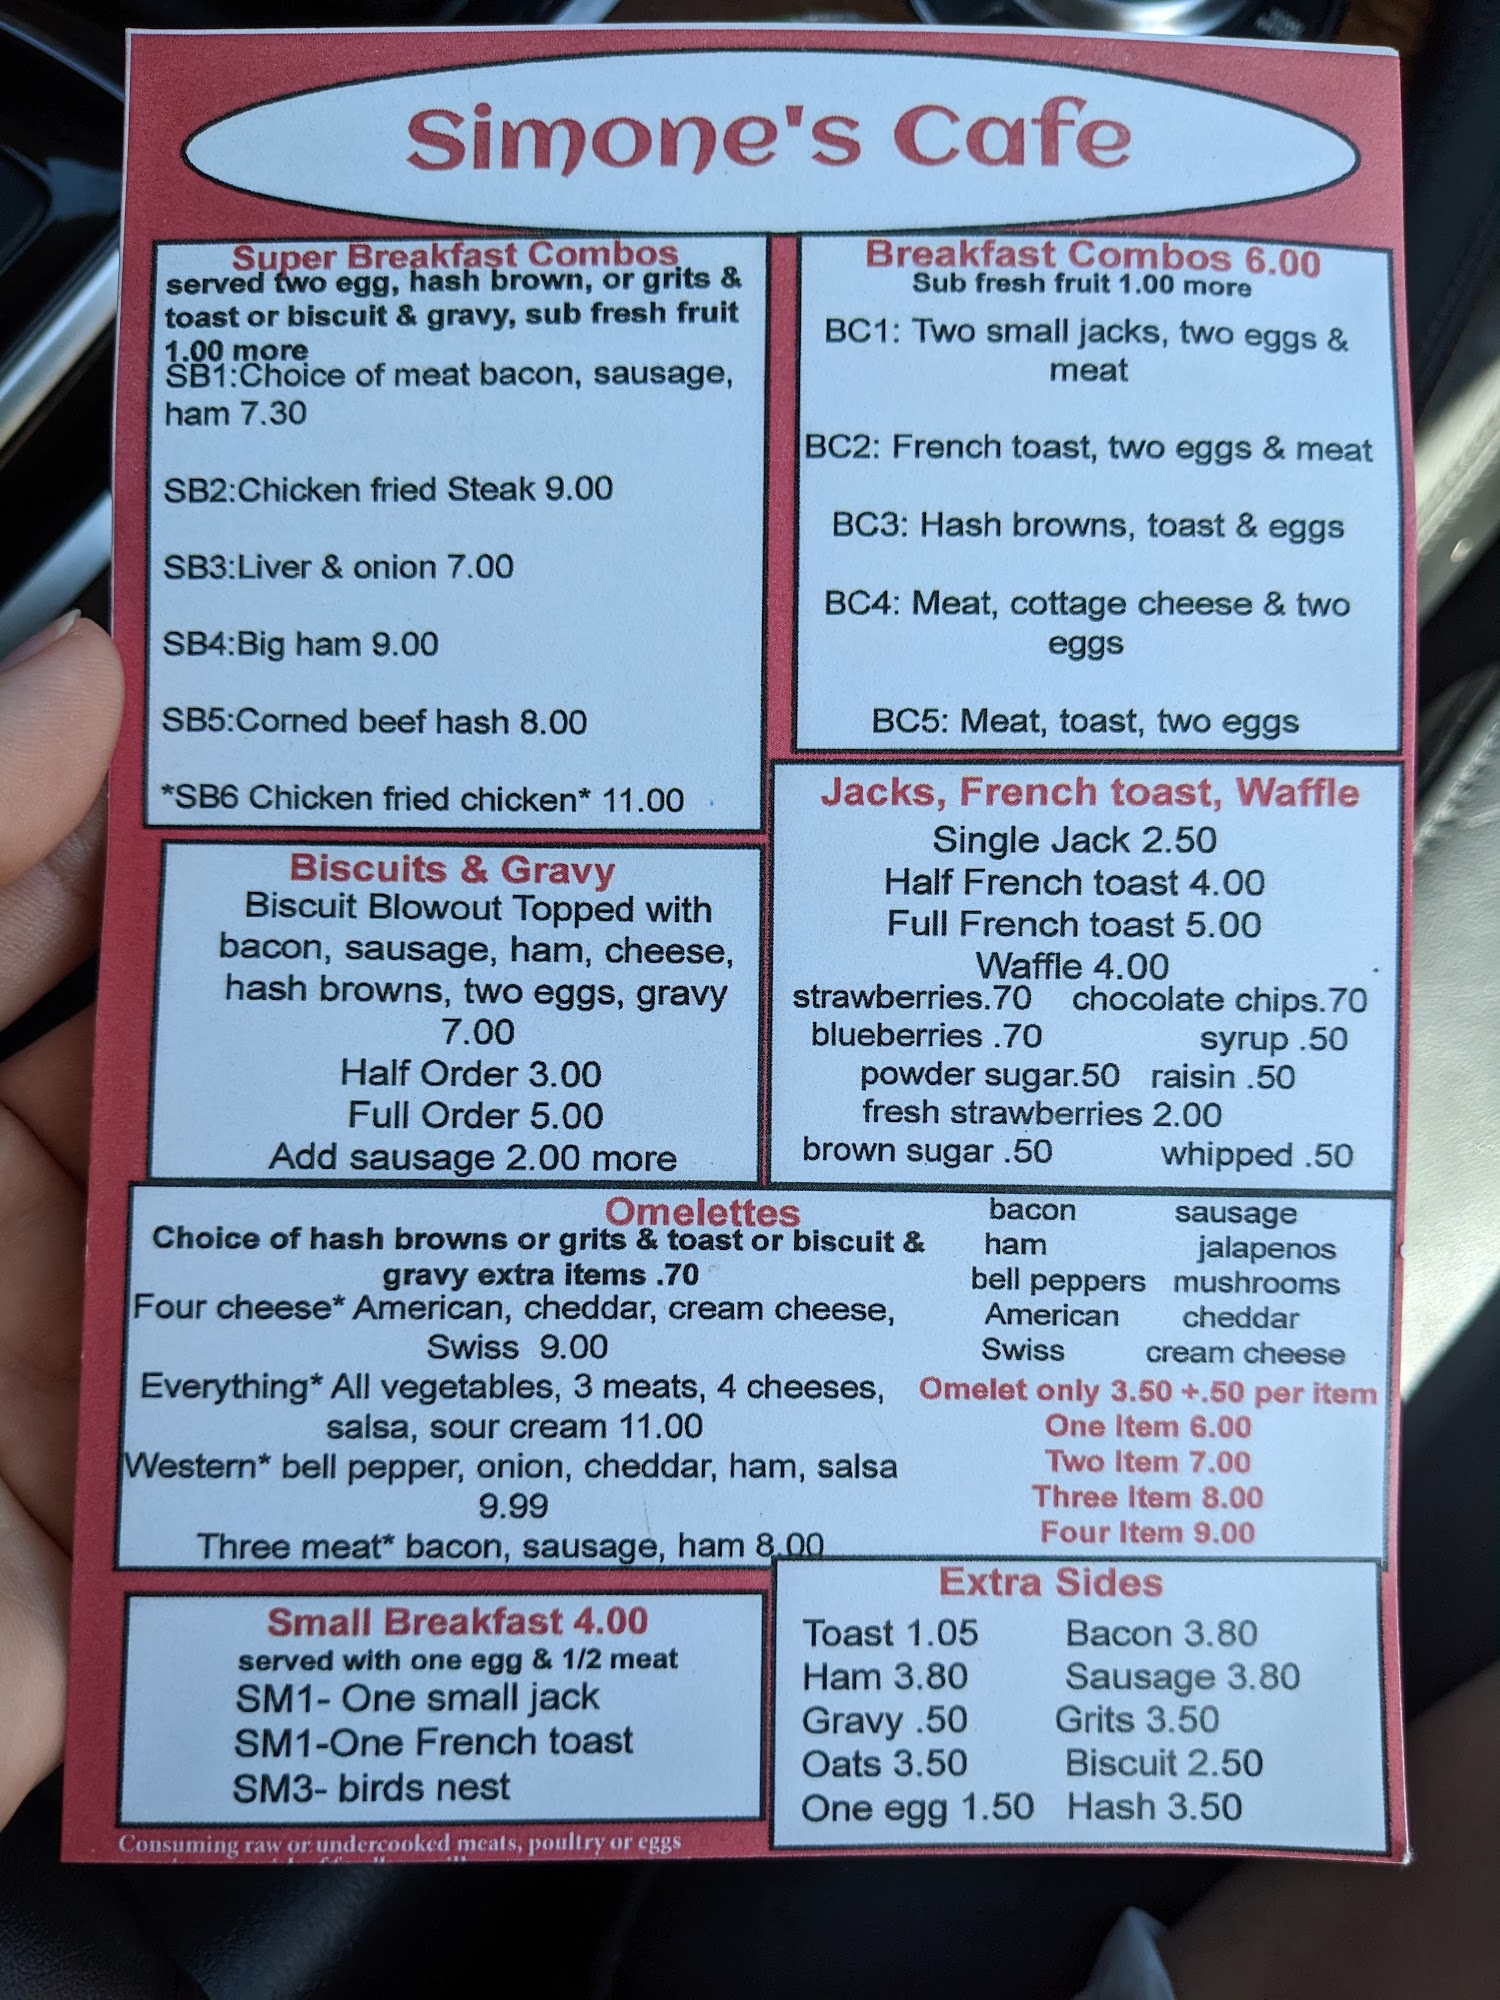 Simone's Cafe
Super Breakfast Combos
served two egg, hash brown, or grits &
toast or biscuit & gravy, sub fresh fruit
1.00 more
SB1:Choice of meat bacon, sausage,
ham 7.30
SB2:Chicken fried Steak 9.00
SB3:Liver & onion 7.00
SB4:Big ham 9.00
SB5:Corned beef hash 8.00
*SB6 Chicken fried chicken* 11.00
Breakfast Combos 6.00
Sub fresh fruit 1.00 more
BC1: Two small jacks, two eggs &
meat
BC2: French toast, two eggs & meat
BC3: Hash browns, toast & eggs
BC4: Meat, cottage cheese & two
eggs
BC5: Meat, toast, two eggs
Biscuits & Gravy
Biscuit Blowout Topped with
bacon, sausage, ham, cheese,
hash browns, two eggs, gravy
7.00
Half Order 3.00
Full Order 5.00
Add sausage 2.00 more
Jacks, French toast, Waffle
Single Jack 2.50
Half French toast 4.00
Full French toast 5.00
Waffle 4.00
strawberries.70 chocolate chips.70
blueberries .70 syrup .50
powder sugar.50 raisin .50
fresh strawberries 2.00
brown sugar .50 whipped .50
Omelettes
Choice of hash browns or grits & toast or biscuit &
gravy extra items .70
Four cheese* American, cheddar, cream cheese,
Swiss 9.00
Everything* All vegetables, 3 meats, 4 cheeses,
salsa, sour cream 11.00
Western* bell pepper, onion, cheddar, ham, salsa
9.99
Three meat* bacon, sausage, ham 8.00
bacon sausage
ham jalapenos
bell peppers mushrooms
American cheddar
Swiss cream cheese
Omelet only 3.50 +.50 per item
One Item 6.00
Two Item 7.00
Three Item 8.00
Four Item 9.00
Small Breakfast 4.00
served with one egg & 1/2 meat
SM1- One small jack
SM1-One French toast
SM3- birds nest
Extra Sides
Toast 1.05 Bacon 3.80
Ham 3.80 Sausage 3.80
Gravy .50 Grits 3.50
Oats 3.50 Biscuit 2.50
One egg 1.50 Hash 3.50
Consuming raw or undercooked meats, poultry or eggs